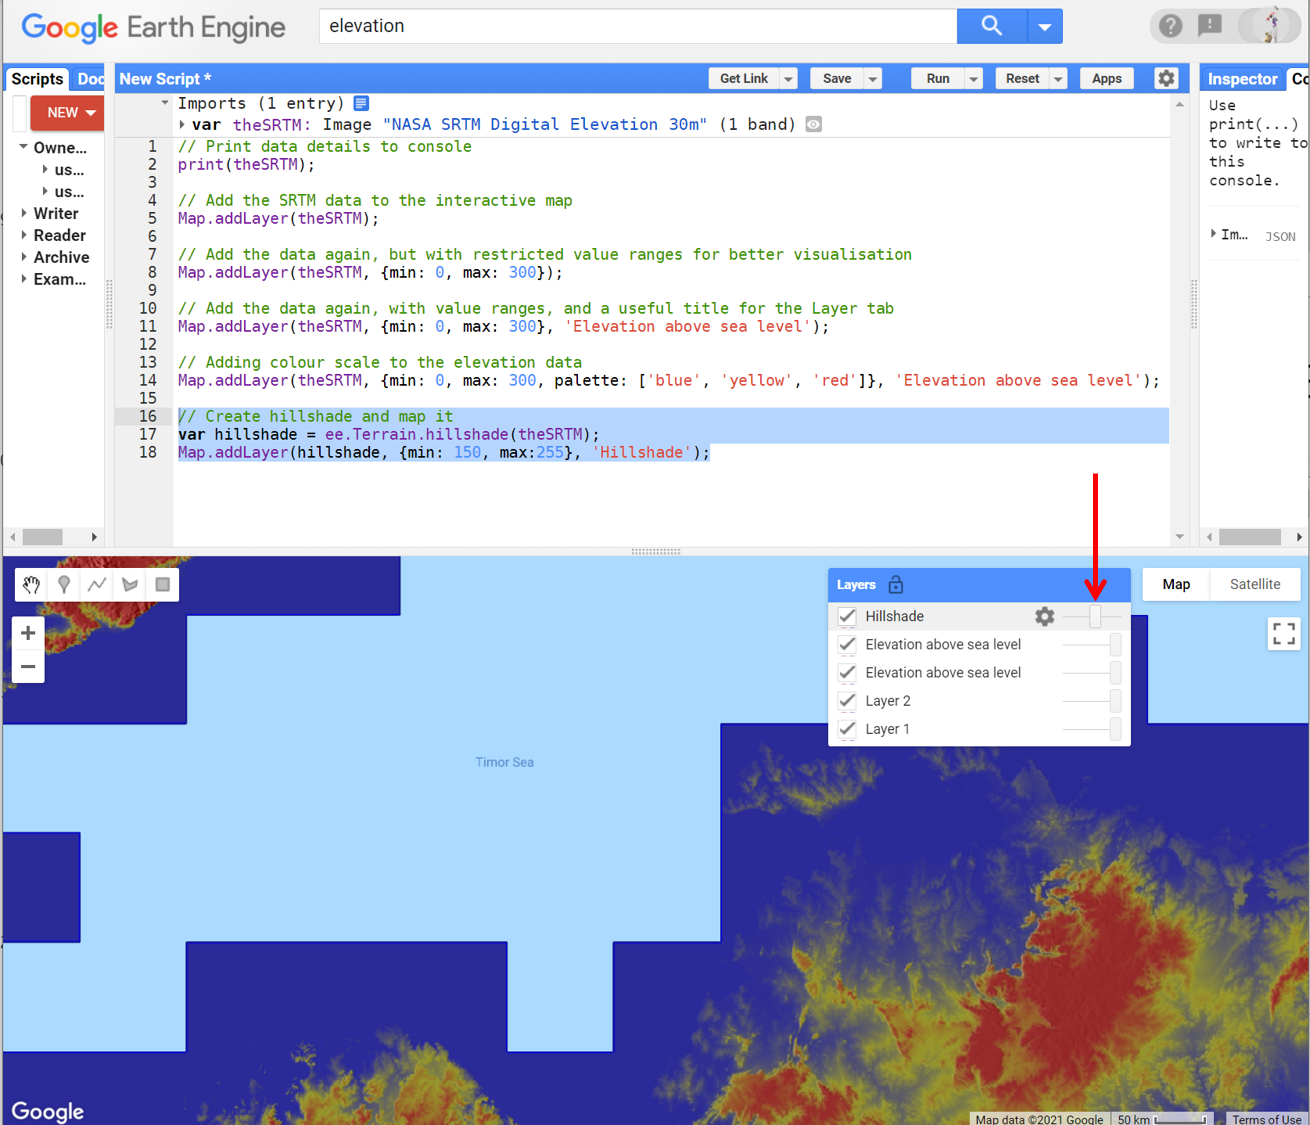 Google Earth Engine
elevation
Scripts
Doc
NEW
Owne...
us...
us...
Writer
Reader
Archive
Exam...
New Script *
Get Link
Save
Run
Reset
Apps
Imports (1 entry)
var theSRTM: Image "NASA SRTM Digital Elevation 30m" (1 band)
1 // Print data details to console
2 print(theSRTM);
3
4 // Add the SRTM data to the interactive map
5 Map.addLayer(theSRTM);
6
7 // Add the data again, but with restricted value ranges for better visualisation
8 Map.addLayer(theSRTM, {min: 0, max: 300});
9
10 // Add the data again, with value ranges, and a useful title for the Layer tab
11 Map.addLayer(theSRTM, {min: 0, max: 300}, 'Elevation above sea level');
12
13 // Adding colour scale to the elevation data
14 Map.addLayer(theSRTM, {min: 0, max: 300, palette: ['blue', 'yellow', 'red']}, 'Elevation above sea level');
15
16 // Create hillshade and map it
17 var hillshade = ee.Terrain.hillshade(theSRTM);
18 Map.addLayer(hillshade, {min: 150, max:255}, 'Hillshade');
Inspector
Co
Use
print(...)
to write to
this
console.
Im...
JSON
Layers
Hillshade
Elevation above sea level
Elevation above sea level
Layer 2
Layer 1
Map
Satellite
Timor Sea
Google
Map data ©2021 Google
50 km
Terms of Use